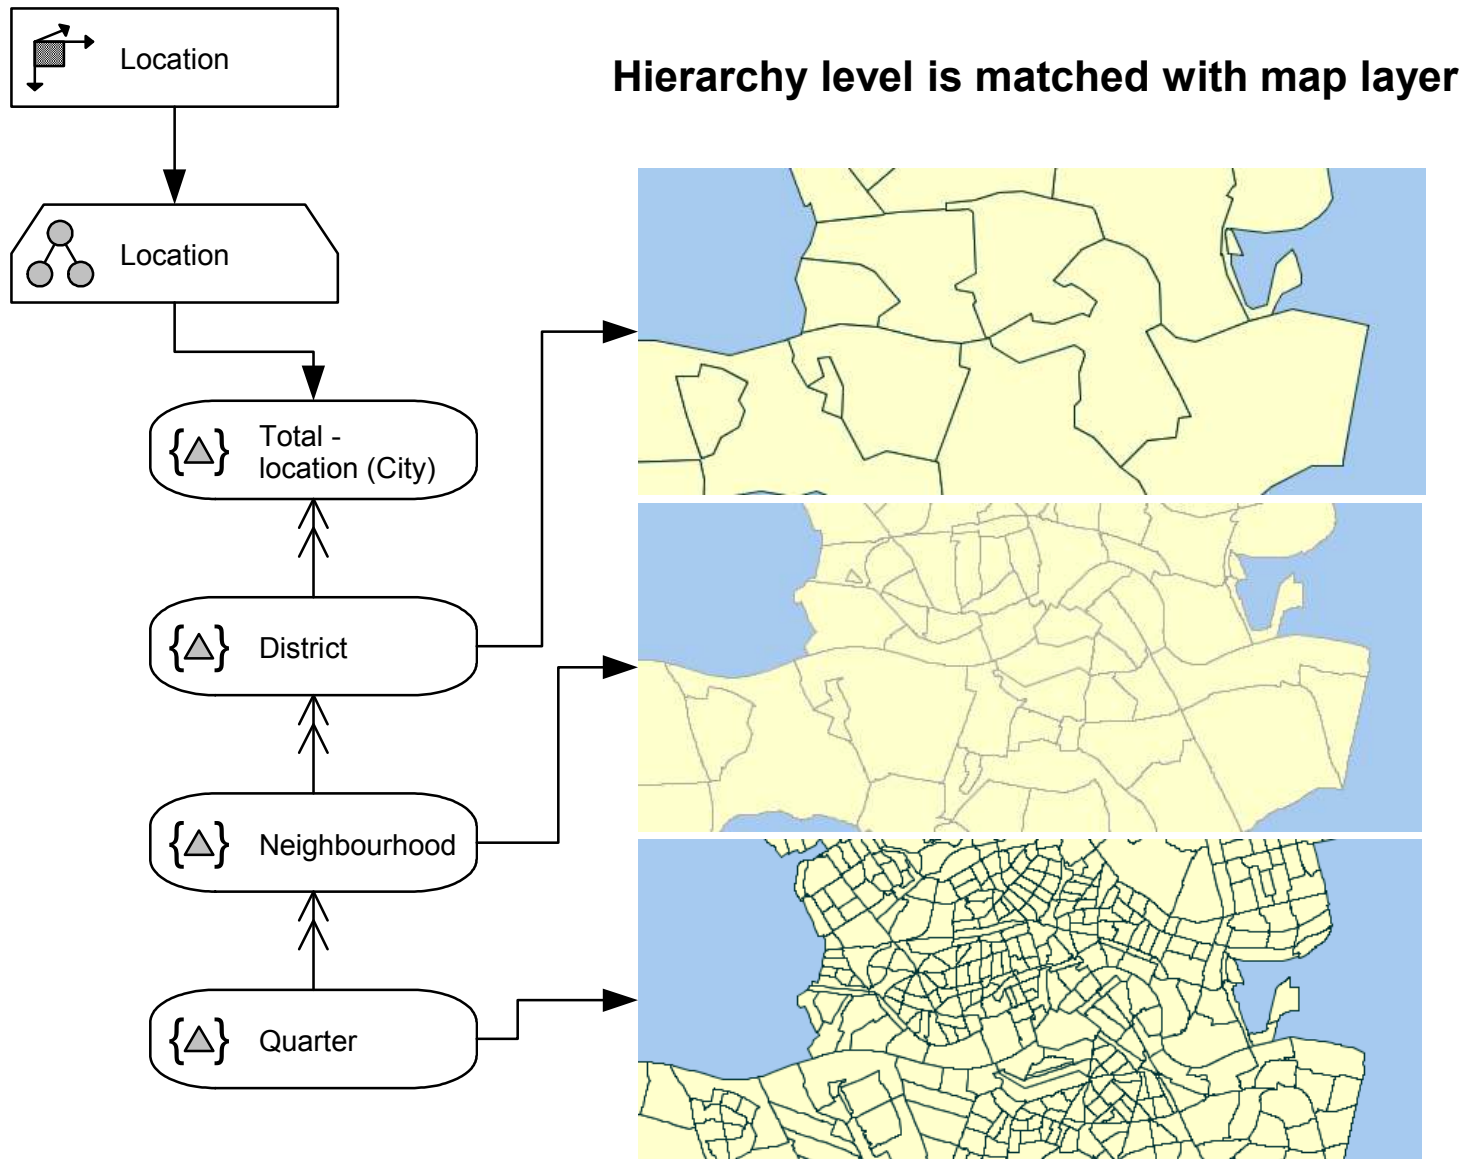 Location
Hierarchy level is matched with map layer
Location
Total -
location (City)
District
Neighbourhood
Quarter